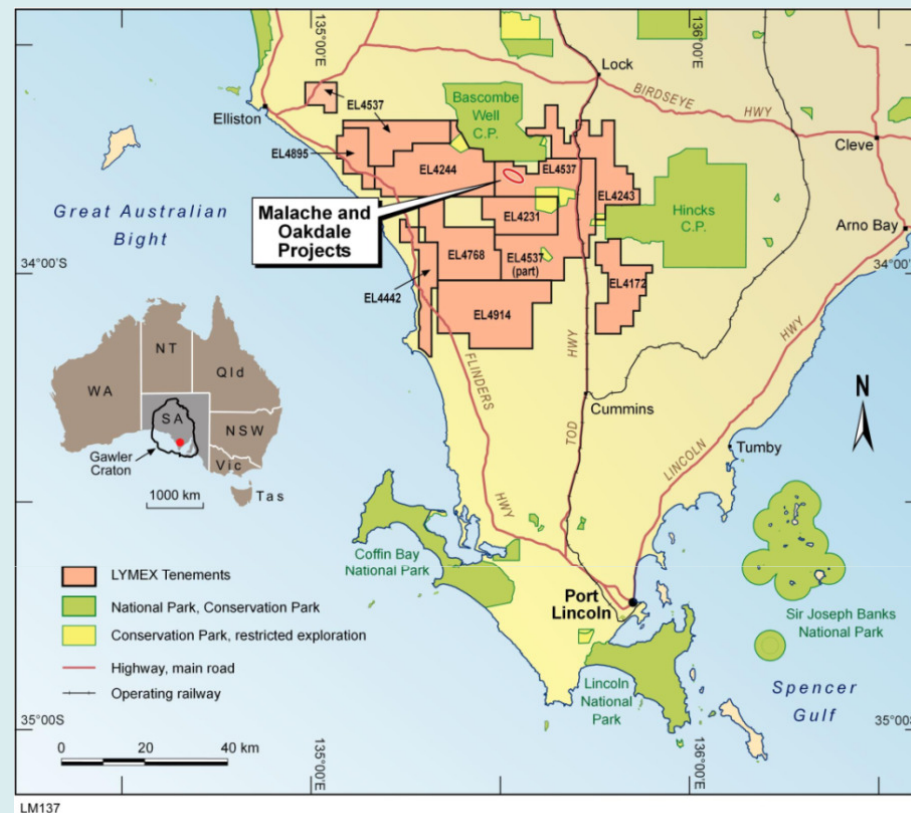 135°00'E
136°00'E
Lock
BIRDSEYE
HWY
Elliston
EL4537
Bascombe
Well
C.P.
Cleve
EL4895
EL4244
EL4537
EL4243
Great Australian
Bight
Malache and
Oakdale
Projects
EL4231
Hincks
C.P.
Arno Bay
34°00'S
34°00'
EL4768
EL4537
(part)
EL4442
EL4172
EL4914
HWY
FLINDERS
HWY
TOD
Cummins
N
NT
Qld
WA
SA
NSW
Gawler
Craton
Vic
Tas
1000 km
LINCOLN
Tumby
HWY
Coffin Bay
National Park
LYMEX Tenements
National Park, Conservation Park
Conservation Park, restricted exploration
Highway, main road
Operating railway
Port
Lincoln
Sir Joseph Banks
National Park
Lincoln
National
Park
Spencer
Gulf
35°00'S
35°00'S
0 20 40 km
135°00'E
136°00'E
LM137